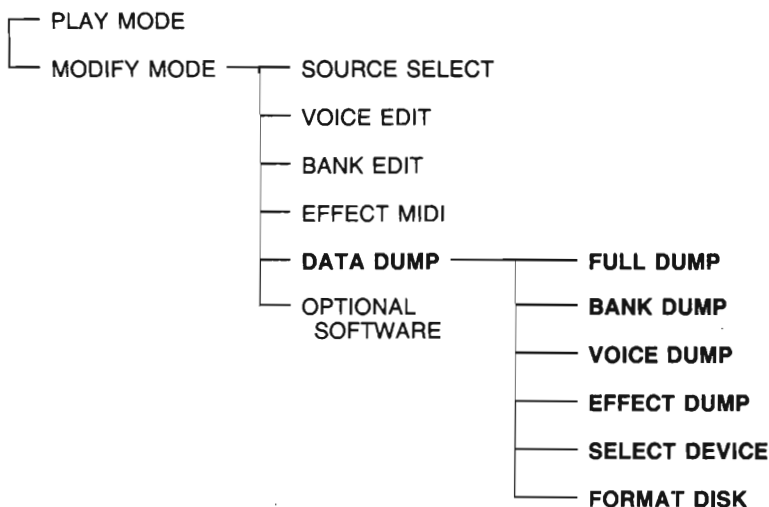 PLAY MODE
MODIFY MODE
SOURCE SELECT
VOICE EDIT
BANK EDIT
EFFECT MIDI
DATA DUMP
OPTIONAL
SOFTWARE
FULL DUMP
BANK DUMP
VOICE DUMP
EFFECT DUMP
SELECT DEVICE
FORMAT DISK